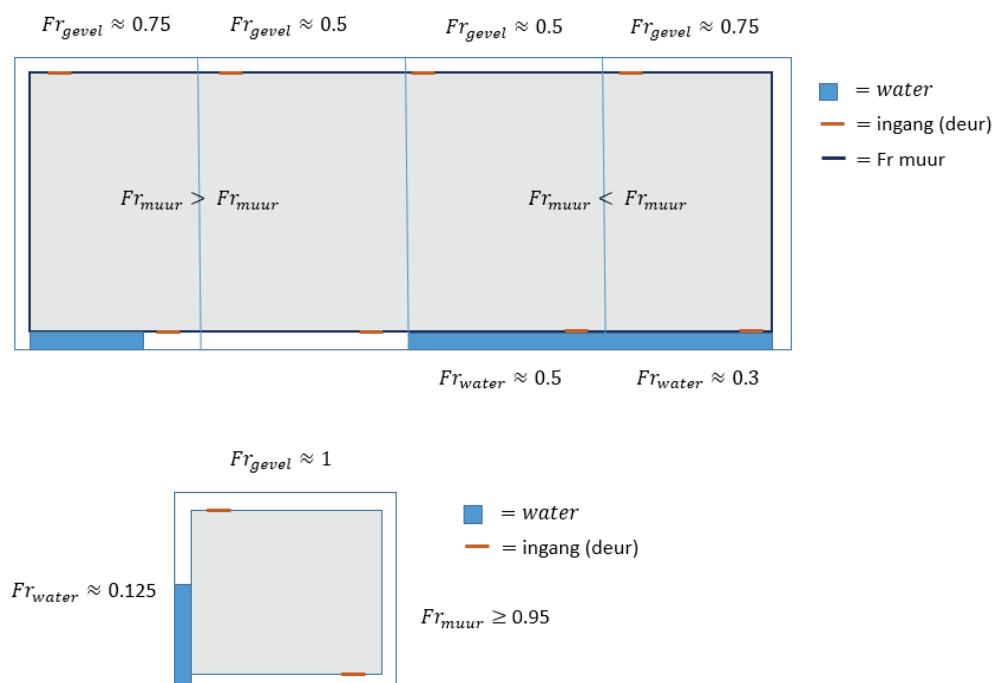 Fr_gevel ≈ 0.75 Fr_gevel ≈ 0.5 Fr_gevel ≈ 0.5 Fr_gevel ≈ 0.75
= water
= ingang (deur)
= Fr muur
Fr_muur > Fr_muur Fr_muur < Fr_muur
Fr_water ≈ 0.5 Fr_water ≈ 0.3
Fr_gevel ≈ 1
= water
= ingang (deur)
Fr_water ≈ 0.125
Fr_muur ≥ 0.95